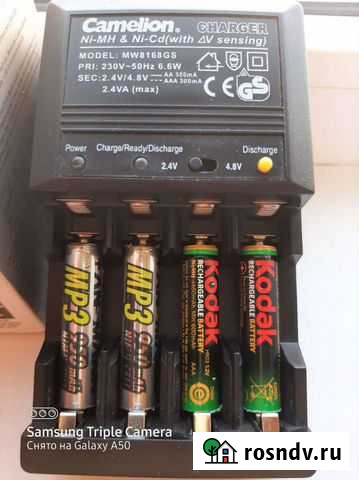 Camelion CHARGER
Ni-MH & Ni-Cd(with ΔV sensing)
MODEL: MW8168GS
PRI: 230V~50Hz 6.6W
SEC: 2.4V/4.8V AA 500mA
AAA 300mA
2.4VA (max)
Power Charge/Ready/Discharge Discharge
2.4V 4.8V
MP3
MP3
Kodak
RECHARGEABLE BATTERY
AAA
Kodak
RECHARGEABLE BATTERY
Samsung Triple Camera
Снято на Galaxy A50
rosndv.ru